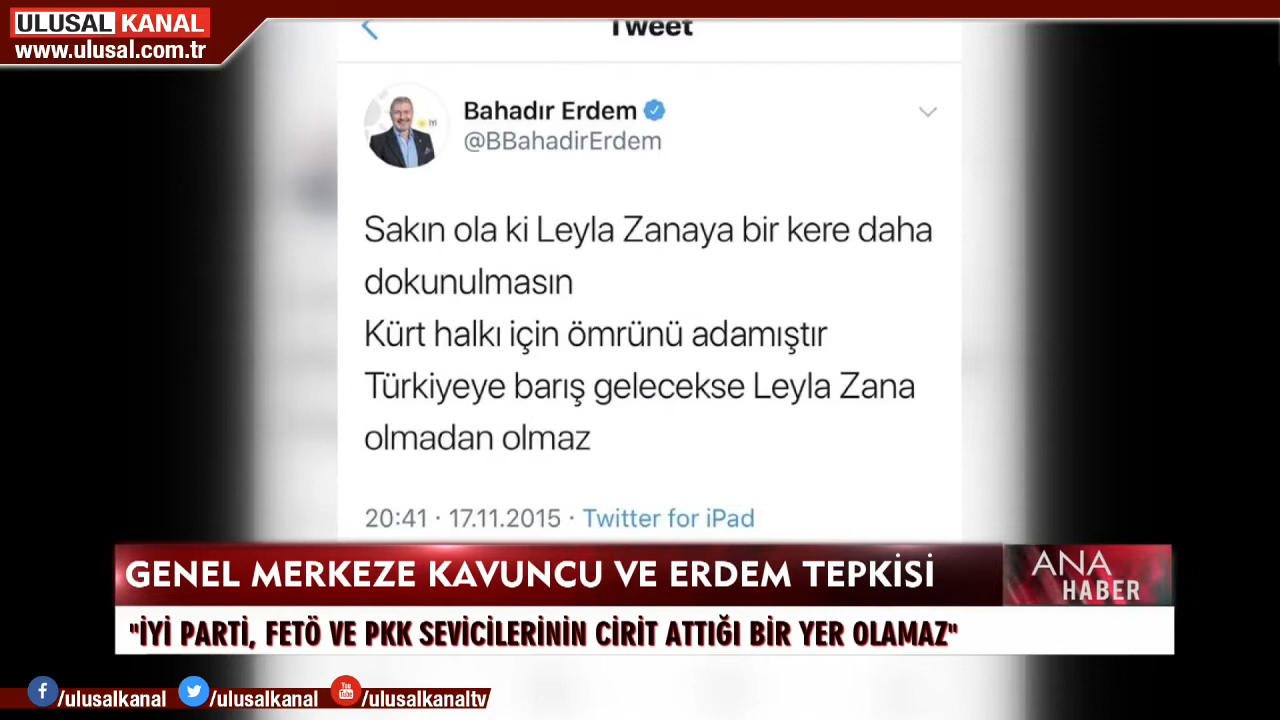 ULUSAL KANAL
www.ulusal.com.tr
Tweet
Bahadır Erdem
@BBahadirErdem
iYi
Sakın ola ki Leyla Zanaya bir kere daha
dokunulmasın
Kürt halkı için ömrünü adamıştır
Türkiyeye barış gelecekse Leyla Zana
olmadan olmaz
20:41 · 17.11.2015 · Twitter for iPad
GENEL MERKEZE KAVUNCU VE ERDEM TEPKİSİ
ANA
HABER
"İYİ PARTİ, FETÖ VE PKK SEVİCİLERİNİN CİRİT ATTIĞI BİR YER OLAMAZ"
/ulusalkanal
/ulusalkanal
You
Tube
/ulusalkanaltv